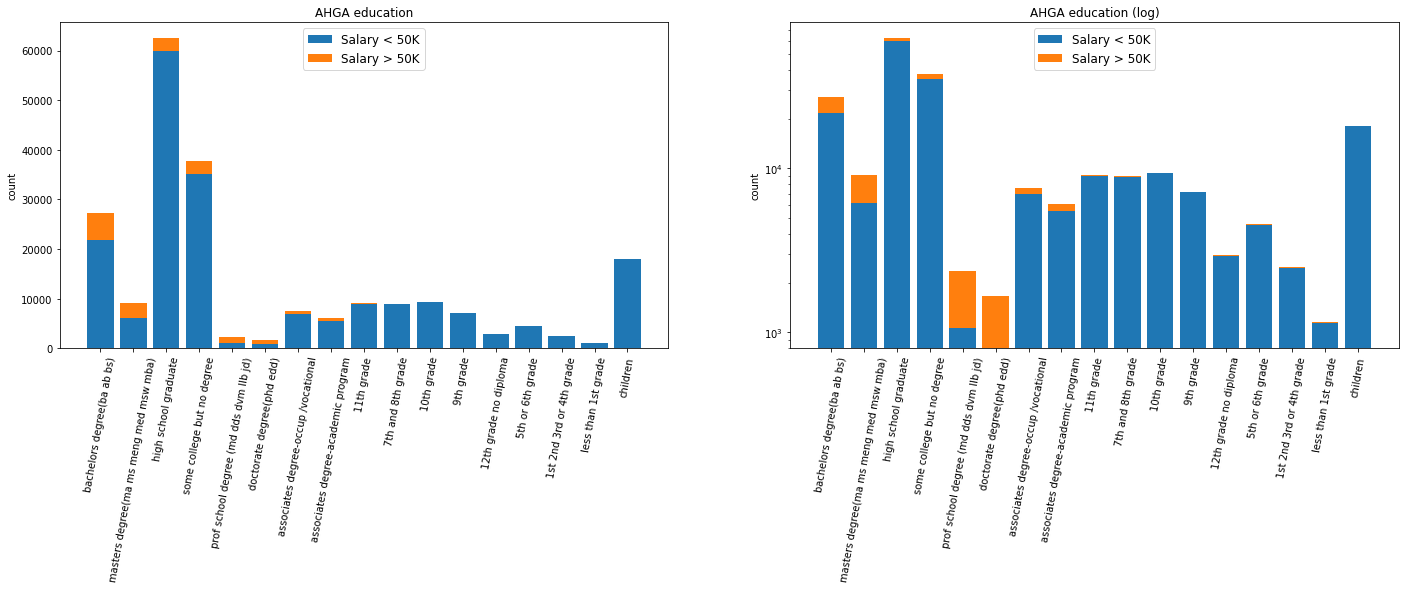 AHGA education
Salary < 50K
Salary > 50K
count
60000
50000
40000
30000
20000
10000
0
bachelors degree(ba ab bs)
masters degree(ma ms meng med msw mba)
high school graduate
some college but no degree
prof school degree (md dds dvm llb jd)
doctorate degree(phd edd)
associates degree-occup /vocational
associates degree-academic program
11th grade
7th and 8th grade
10th grade
9th grade
12th grade no diploma
5th or 6th grade
1st 2nd 3rd or 4th grade
less than 1st grade
children
AHGA education (log)
Salary < 50K
Salary > 50K
count
10⁴
10³
bachelors degree(ba ab bs)
masters degree(ma ms meng med msw mba)
high school graduate
some college but no degree
prof school degree (md dds dvm llb jd)
doctorate degree(phd edd)
associates degree-occup /vocational
associates degree-academic program
11th grade
7th and 8th grade
10th grade
9th grade
12th grade no diploma
5th or 6th grade
1st 2nd 3rd or 4th grade
less than 1st grade
children